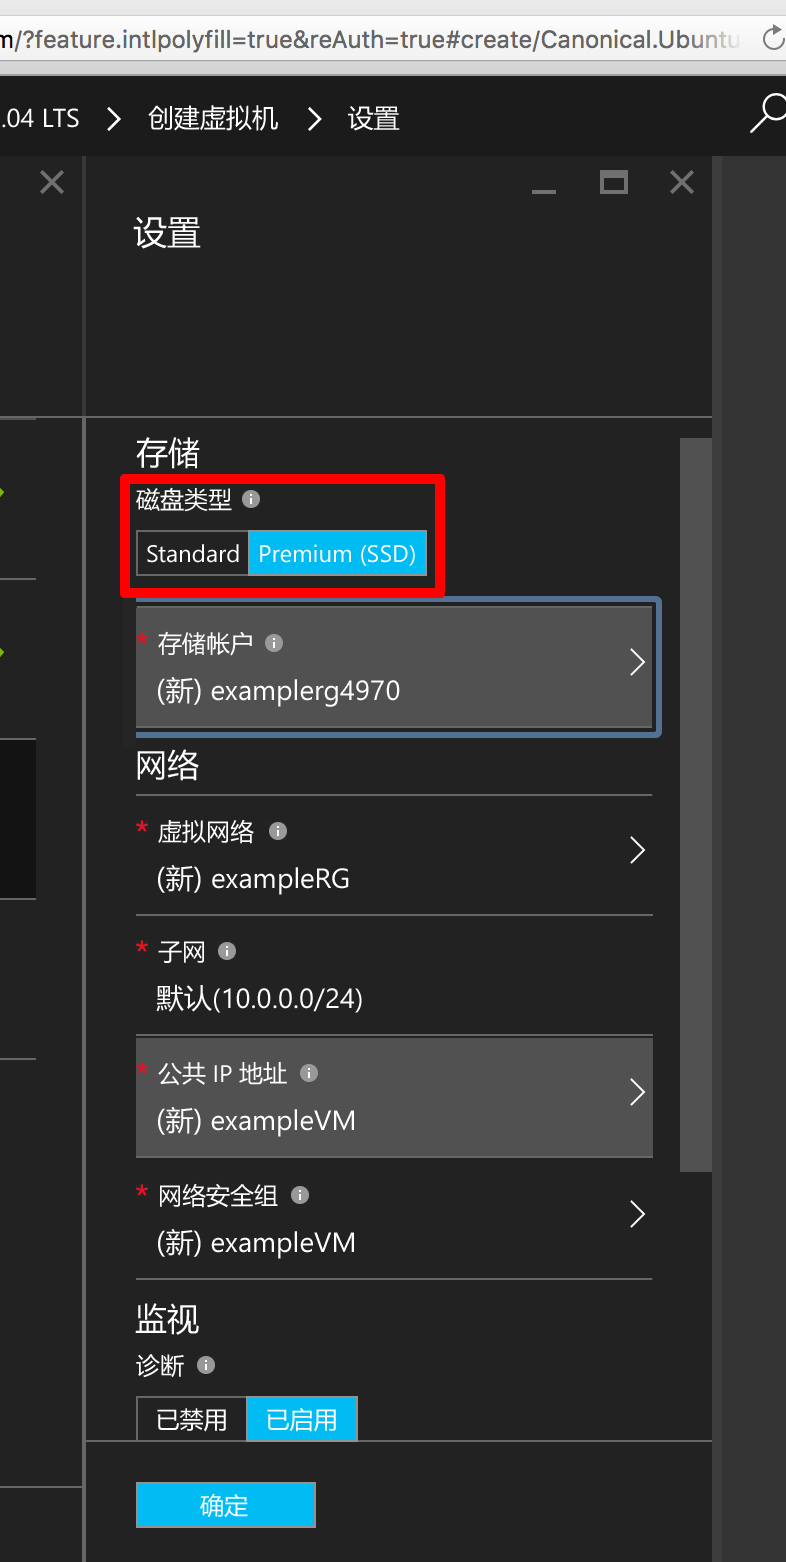 m/?feature.intlpolyfill=true&reAuth=true#create/Canonical.Ubuntu
.04 LTS > 创建虚拟机 > 设置
设置
存储
磁盘类型
Standard Premium (SSD)
* 存储帐户
(新) examplerg4970
网络
* 虚拟网络
(新) exampleRG
* 子网
默认(10.0.0.0/24)
* 公共 IP 地址
(新) exampleVM
* 网络安全组
(新) exampleVM
监视
诊断
已禁用 已启用
确定